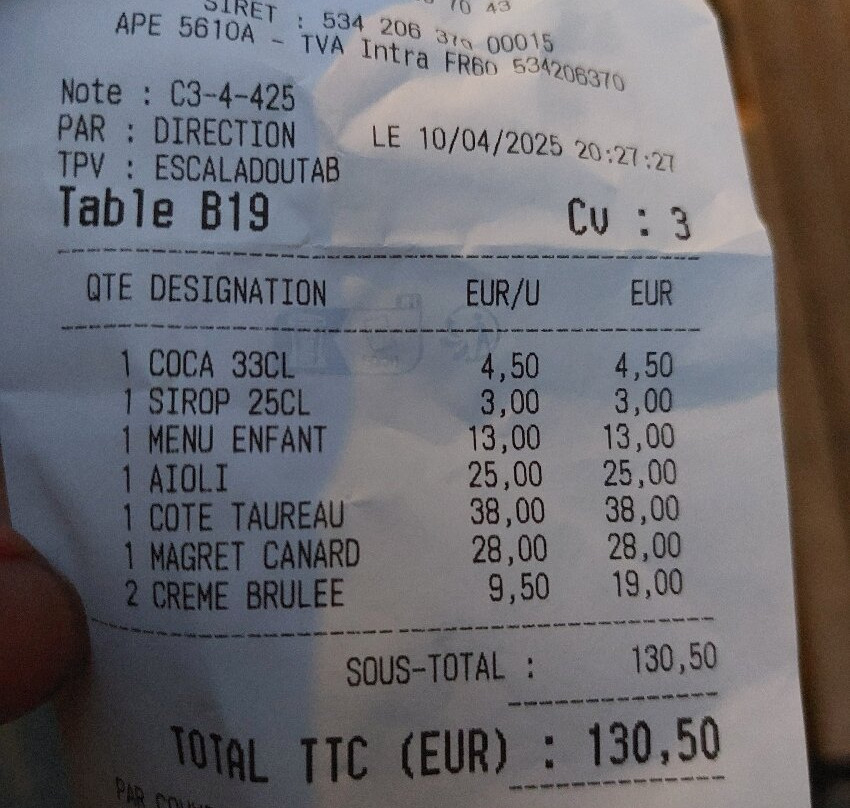 SIRET : 534 206 370 00015
APE 5610A - TVA Intra FR60 534206370
Note : C3-4-425
PAR : DIRECTION LE 10/04/2025 20:27:27
TPV : ESCALADOUTAB
Table B19 Cv : 3
QTE DESIGNATION EUR/U EUR
1 COCA 33CL 4,50 4,50
1 SIROP 25CL 3,00 3,00
1 MENU ENFANT 13,00 13,00
1 AIOLI 25,00 25,00
1 COTE TAUREAU 38,00 38,00
1 MAGRET CANARD 28,00 28,00
2 CREME BRULEE 9,50 19,00
SOUS-TOTAL : 130,50
TOTAL TTC (EUR) : 130,50
PAR